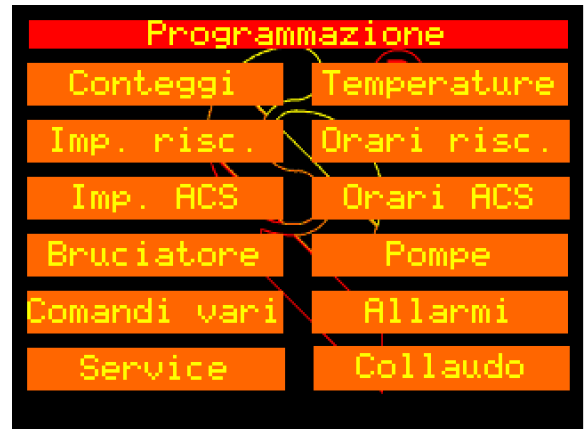 Programmazione
Conteggi Temperature
Imp. risc. Orari risc.
Imp. ACS Orari ACS
Bruciatore Pompe
Comandi vari Allarmi
Service Collaudo